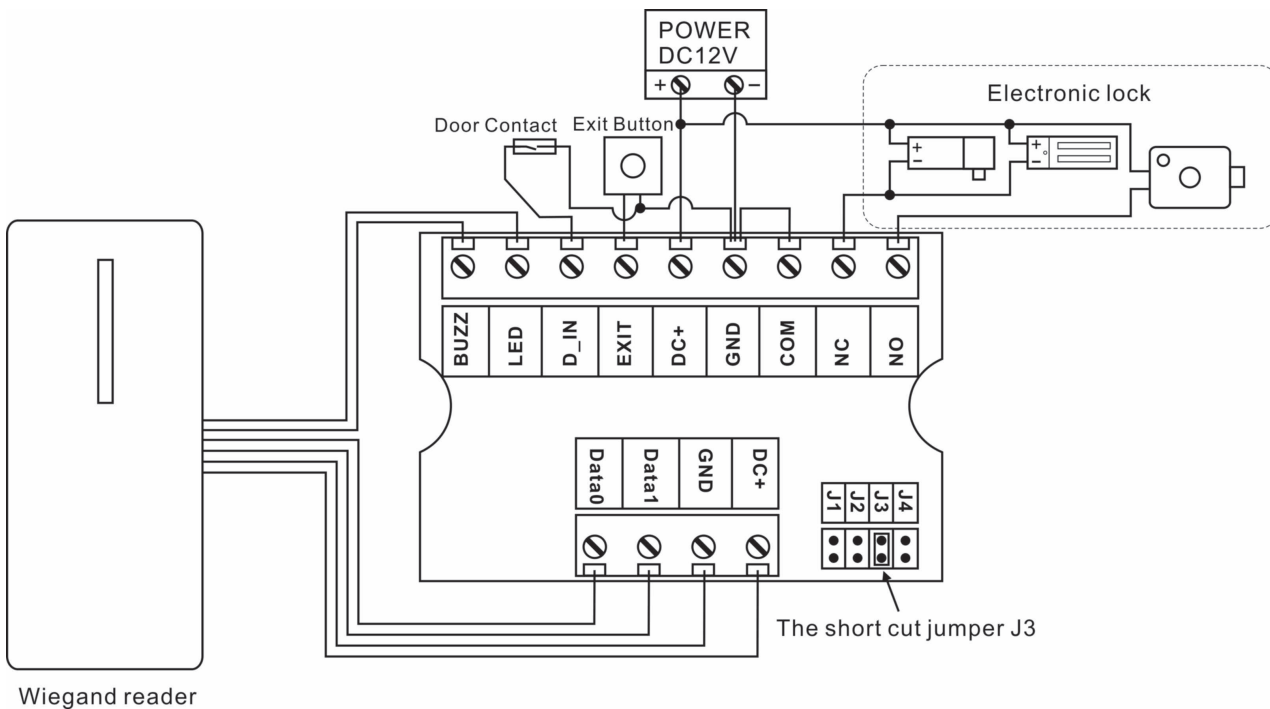 POWER
DC12V
+ −
Electronic lock
Door Contact
Exit Button
+
−
+
−
BUZZ
LED
D_IN
EXIT
DC+
GND
COM
NC
NO
Data0
Data1
GND
DC+
J1
J2
J3
J4
The short cut jumper J3
Wiegand reader